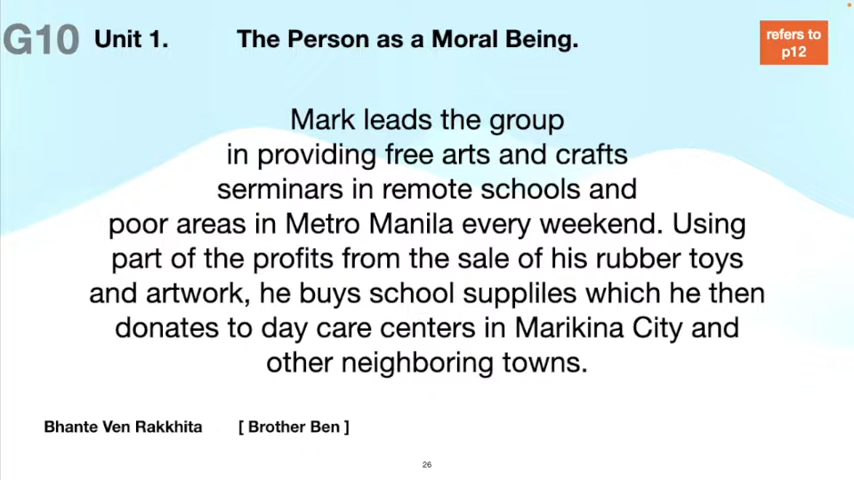 G10 Unit 1. The Person as a Moral Being.
refers to
p12
Mark leads the group
in providing free arts and crafts
serminars in remote schools and
poor areas in Metro Manila every weekend. Using
part of the profits from the sale of his rubber toys
and artwork, he buys school suppliles which he then
donates to day care centers in Marikina City and
other neighboring towns.
Bhante Ven Rakkhita [ Brother Ben ]
26